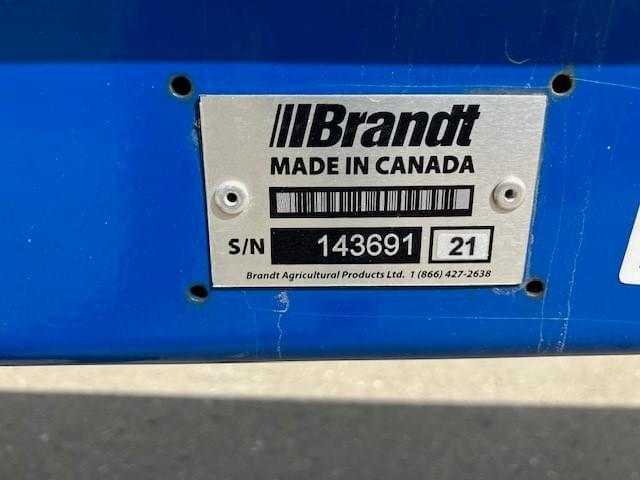 Brandt
MADE IN CANADA
S/N 143691 21
Brandt Agricultural Products Ltd. 1 (866) 427-2638